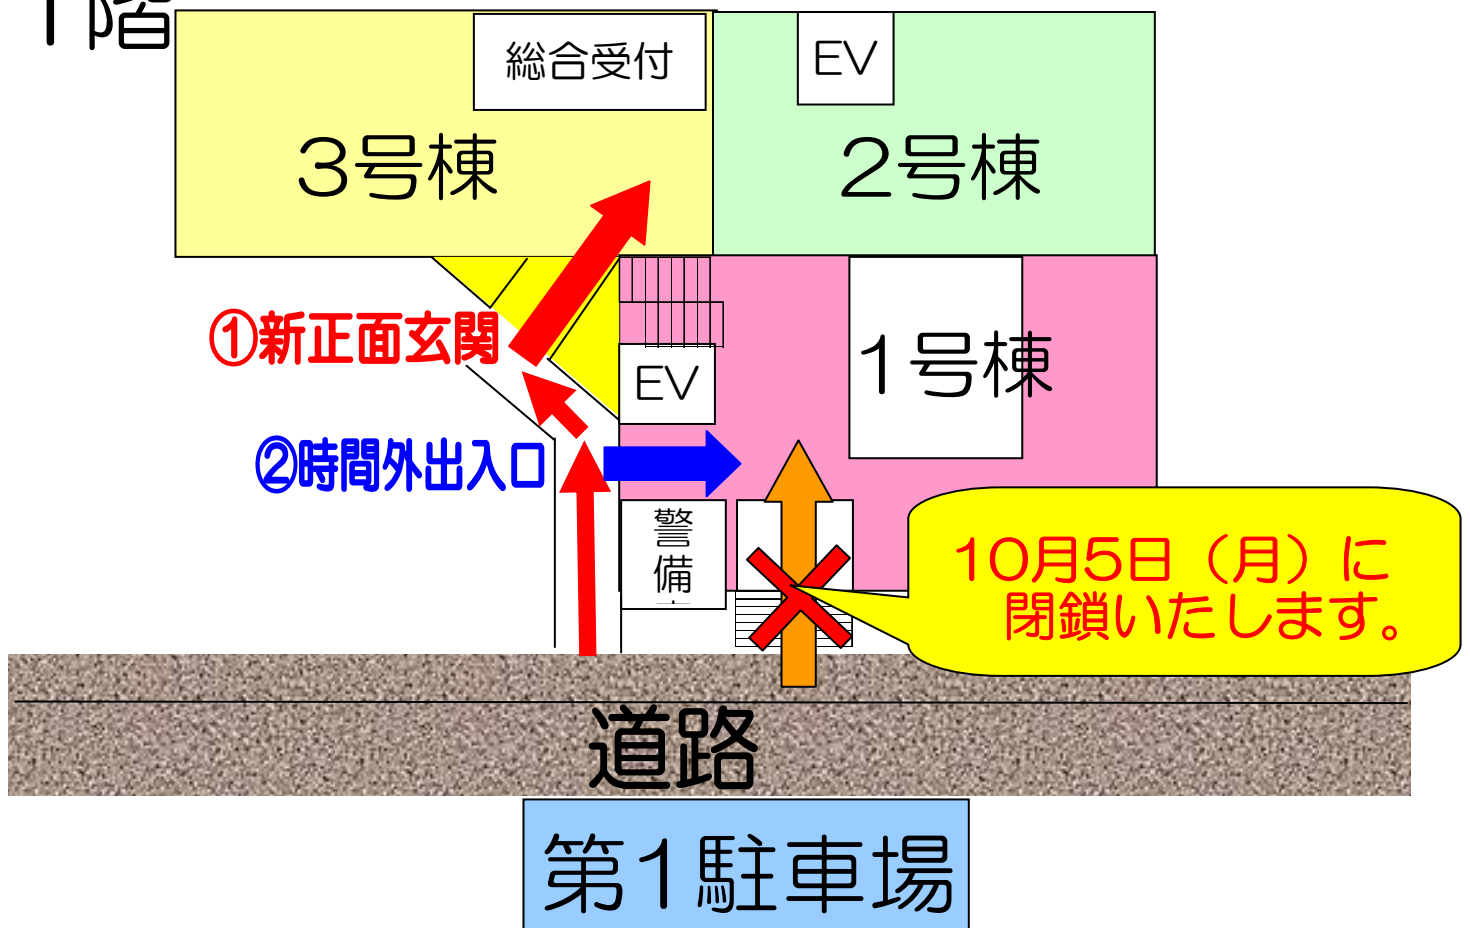 1階
総合受付
EV
3号棟
2号棟
①新正面玄関
EV
1号棟
②時間外出入口
警
備
10月5日（月）に
閉鎖いたします。
道路
第1駐車場